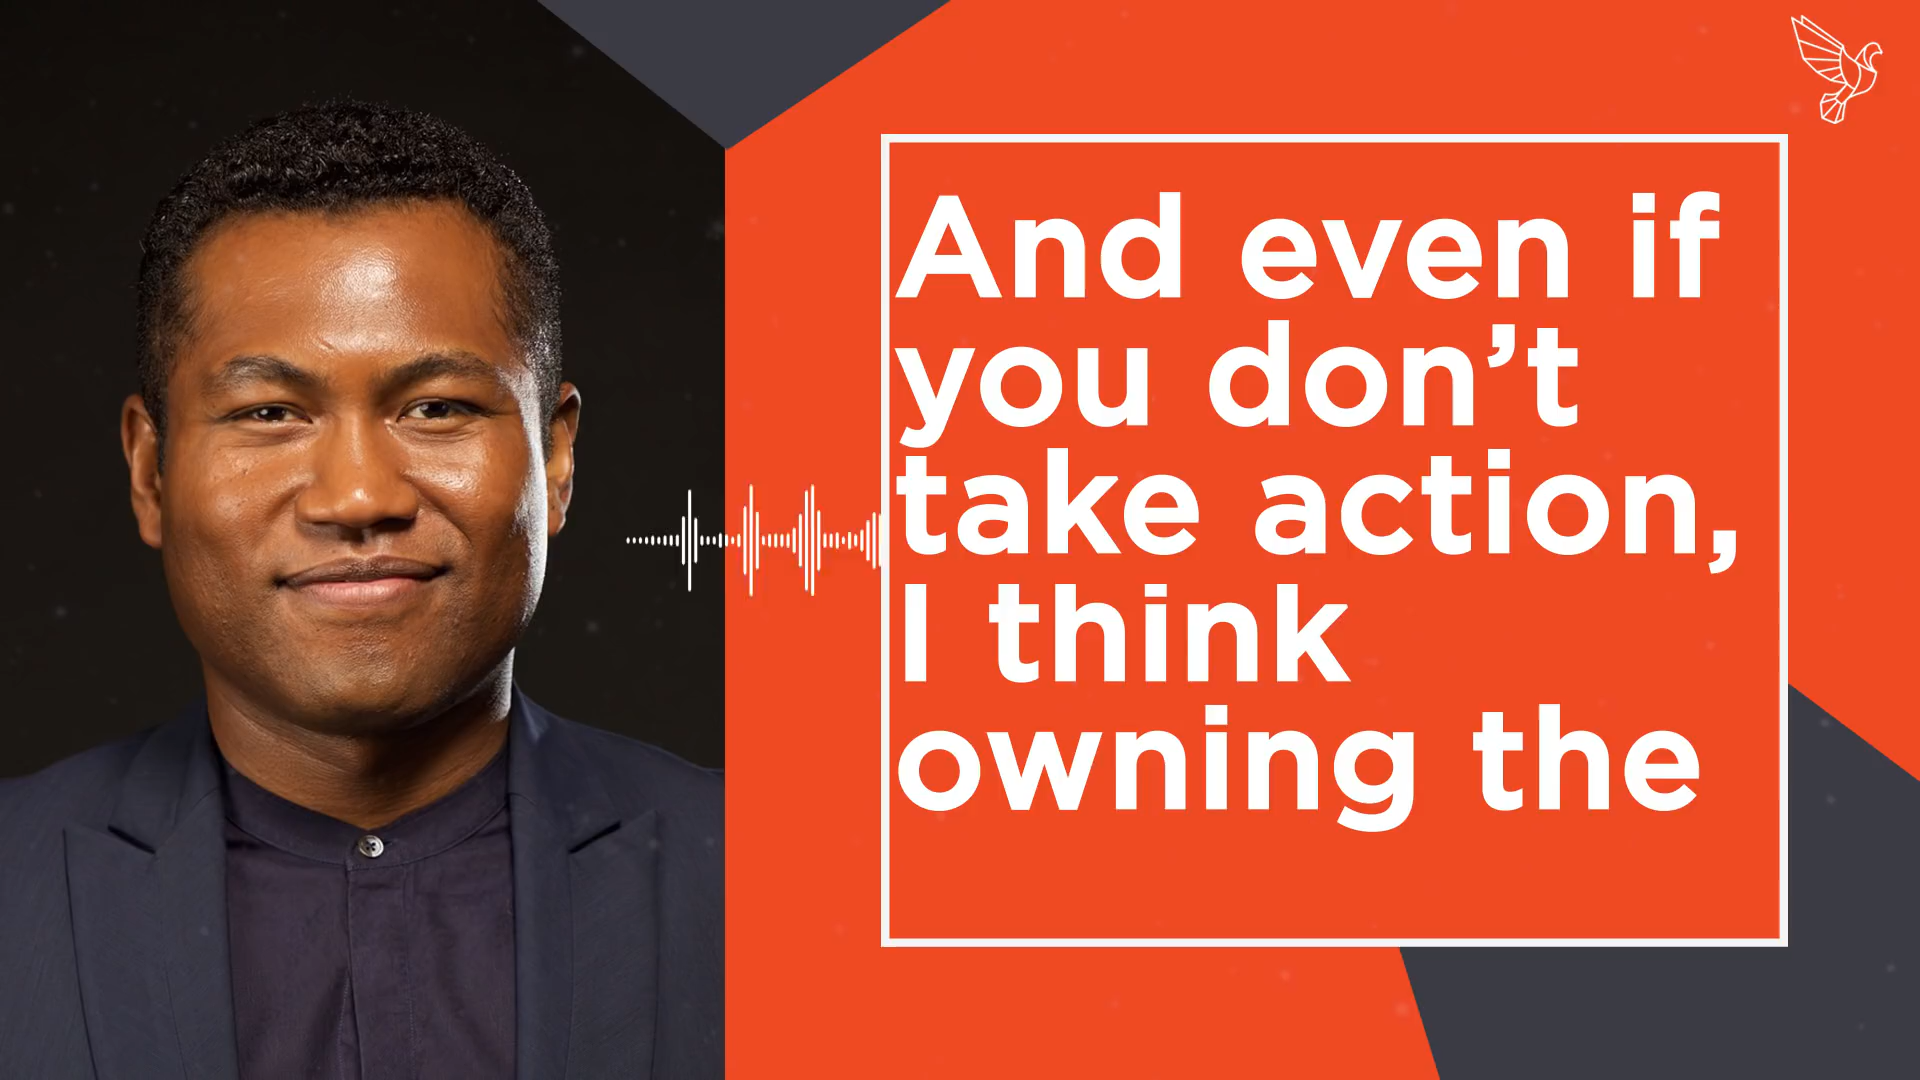 And even if
you don’t
take action,
I think
owning the